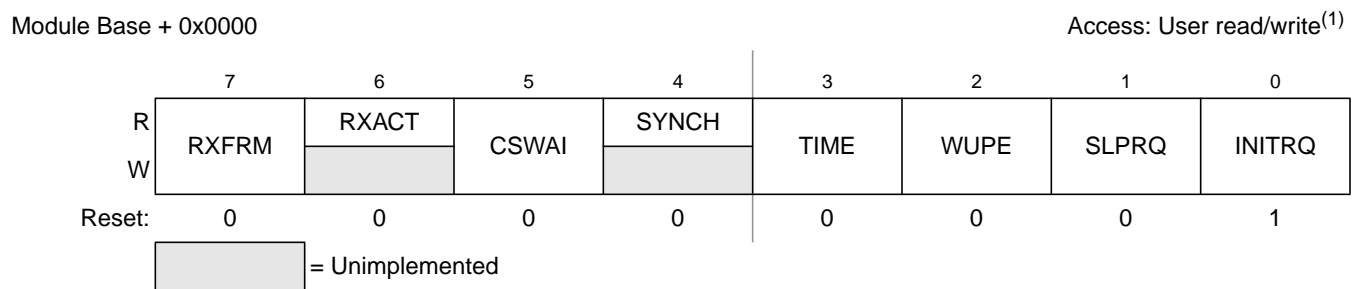 Module Base + 0x0000 Access: User read/write(1)
7 6 5 4 3 2 1 0
R RXFRM RXACT CSWAI SYNCH TIME WUPE SLPRQ INITRQ
W
Reset: 0 0 0 0 0 0 0 1
= Unimplemented